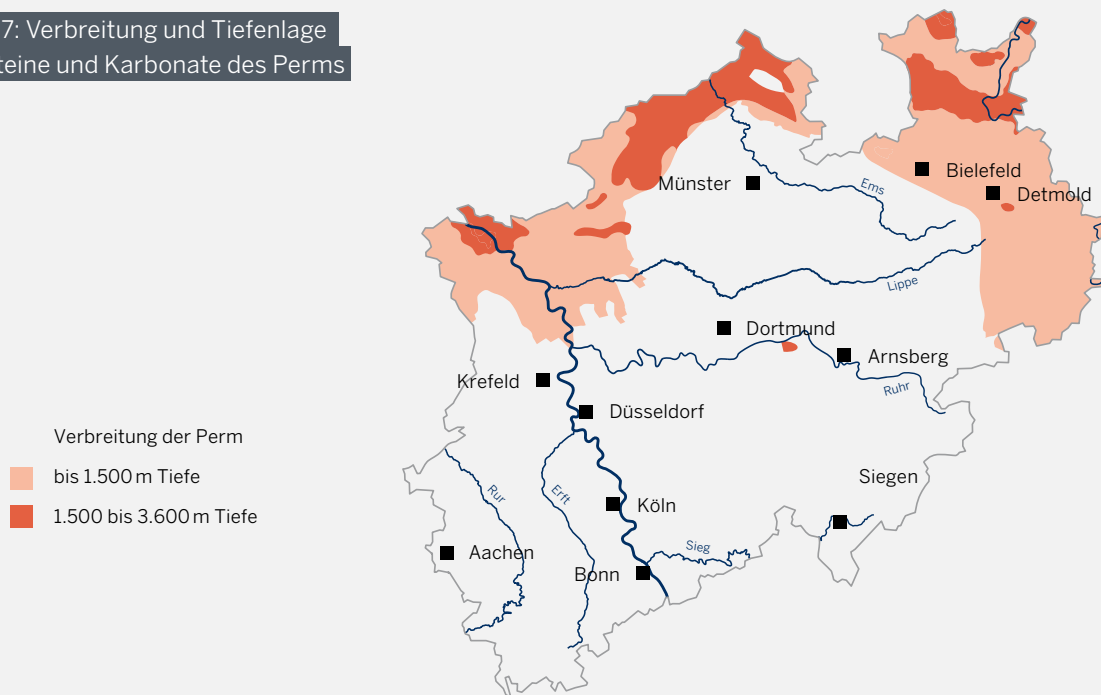 7: Verbreitung und Tiefenlage
teine und Karbonate des Perms
Münster
Ems
Bielefeld
Detmold
Lippe
Dortmund
Arnsberg
Krefeld
Ruhr
Düsseldorf
Verbreitung der Perm
bis 1.500 m Tiefe
1.500 bis 3.600 m Tiefe
Siegen
Rur
Erft
Köln
Sieg
Aachen
Bonn